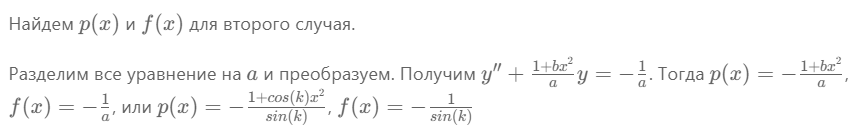 Найдем p(x) и f(x) для второго случая.
Разделим все уравнение на a и преобразуем. Получим y″ + \frac{1+bx^2}{a}y = −\frac{1}{a}. Тогда p(x) = −\frac{1+bx^2}{a},
f(x) = −\frac{1}{a}, или p(x) = −\frac{1+cos(k)x^2}{sin(k)}, f(x) = −\frac{1}{sin(k)}